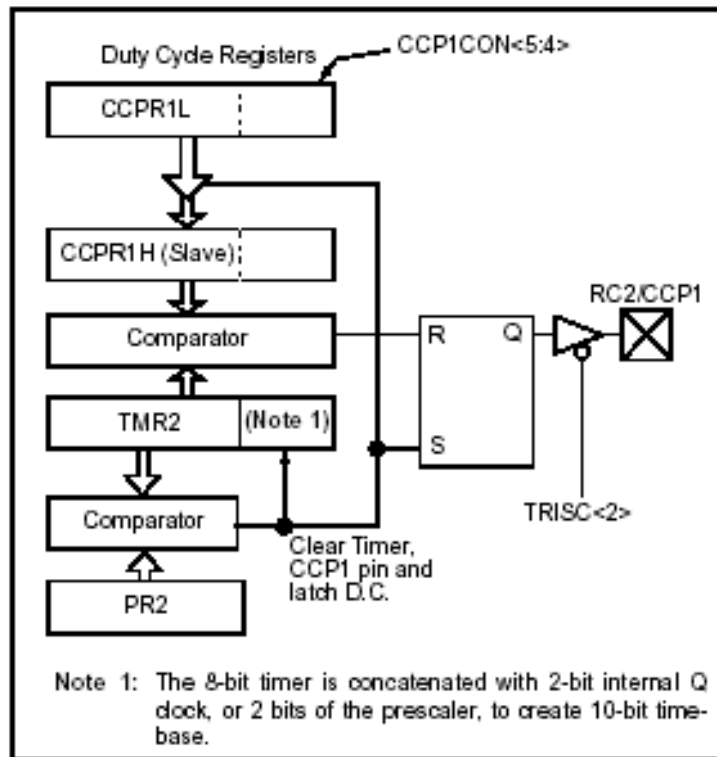 Duty Cycle Registers
CCP1CON<5:4>
CCPR1L
CCPR1H (Slave)
RC2/CCP1
Comparator
R
Q
TMR2
(Note 1)
S
Comparator
TRISC<2>
Clear Timer,
CCP1 pin and
latch D.C.
PR2
Note 1: The 8-bit timer is concatenated with 2-bit internal Q
clock, or 2 bits of the prescaler, to create 10-bit time-
base.